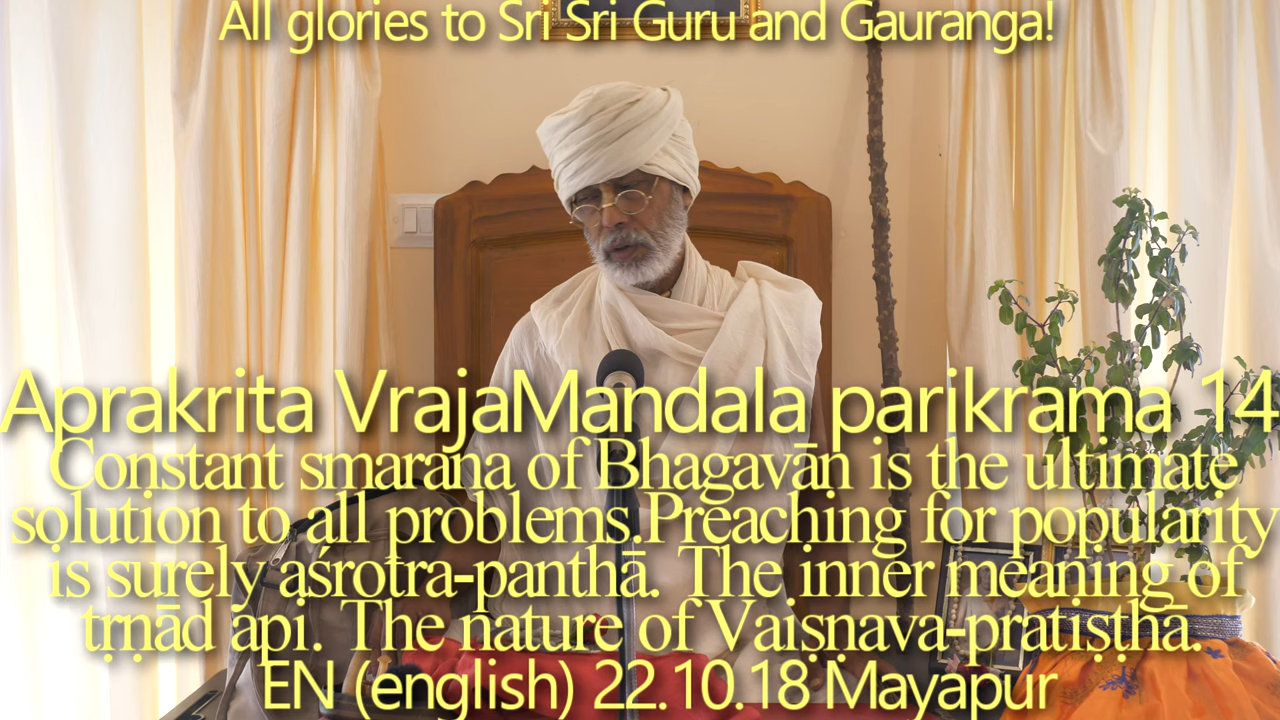 All glories to Sri Sri Guru and Gauranga!
Aprakrita VrajaMandala parikrama 14
Constant smaraṇa of Bhagavān is the ultimate
solution to all problems.Preaching for popularity
is surely aśrotra-panthā. The inner meaning of
tṛṇād api. The nature of Vaiṣṇava-pratiṣṭhā.
EN (english) 22.10.18 Mayapur